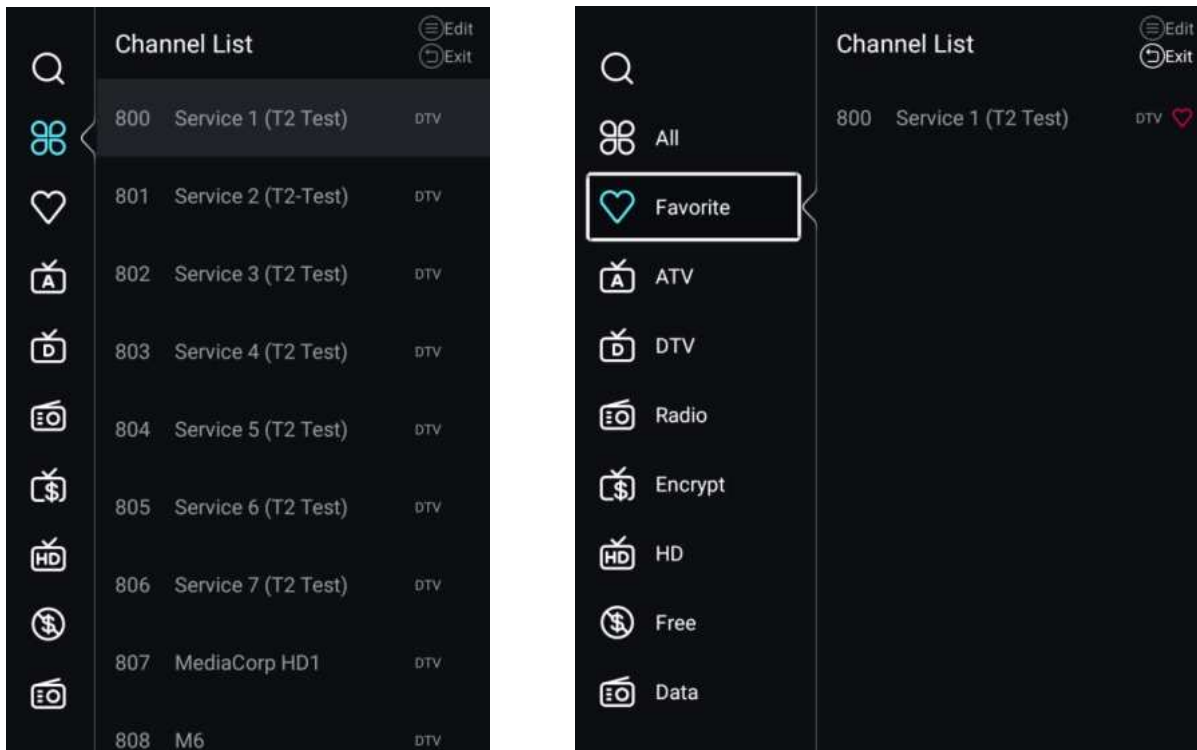 Channel List
Edit
Exit
800 Service 1 (T2 Test) DTV
801 Service 2 (T2-Test) DTV
802 Service 3 (T2 Test) DTV
803 Service 4 (T2 Test) DTV
804 Service 5 (T2 Test) DTV
805 Service 6 (T2 Test) DTV
806 Service 7 (T2 Test) DTV
807 MediaCorp HD1 DTV
808 M6 DTV
A
D
$
HD
$
Channel List
Edit
Exit
800 Service 1 (T2 Test) DTV
All
Favorite
A ATV
D DTV
Radio
$ Encrypt
HD HD
$ Free
Data